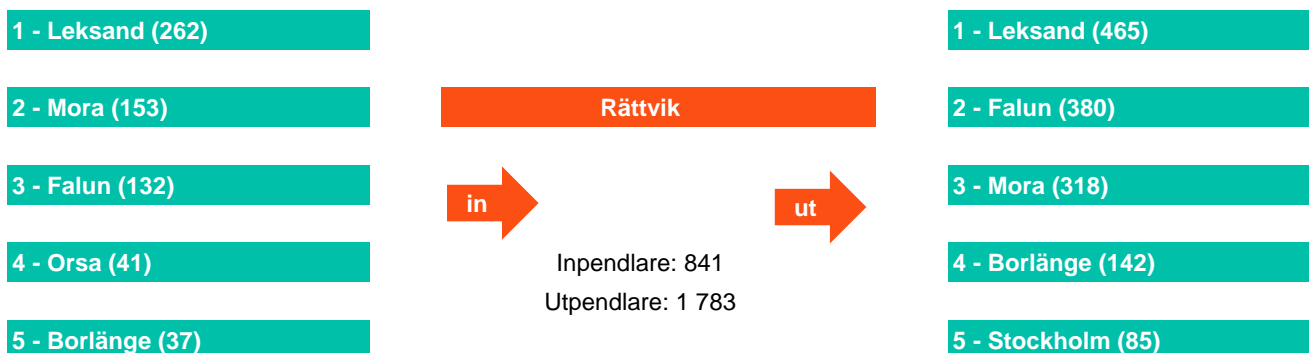 1 - Leksand (262)
2 - Mora (153)
3 - Falun (132)
4 - Orsa (41)
5 - Borlänge (37)
Rättvik
in
ut
Inpendlare: 841
Utpendlare: 1 783
1 - Leksand (465)
2 - Falun (380)
3 - Mora (318)
4 - Borlänge (142)
5 - Stockholm (85)